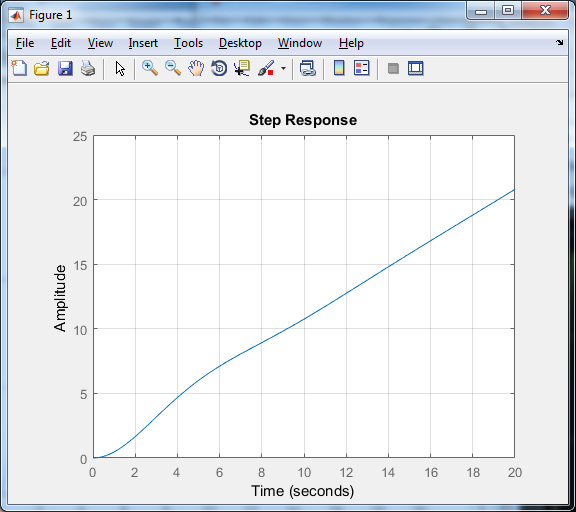 Figure 1
File Edit View Insert Tools Desktop Window Help
Step Response
25
20
15
10
5
0
Amplitude
0 2 4 6 8 10 12 14 16 18 20
Time (seconds)